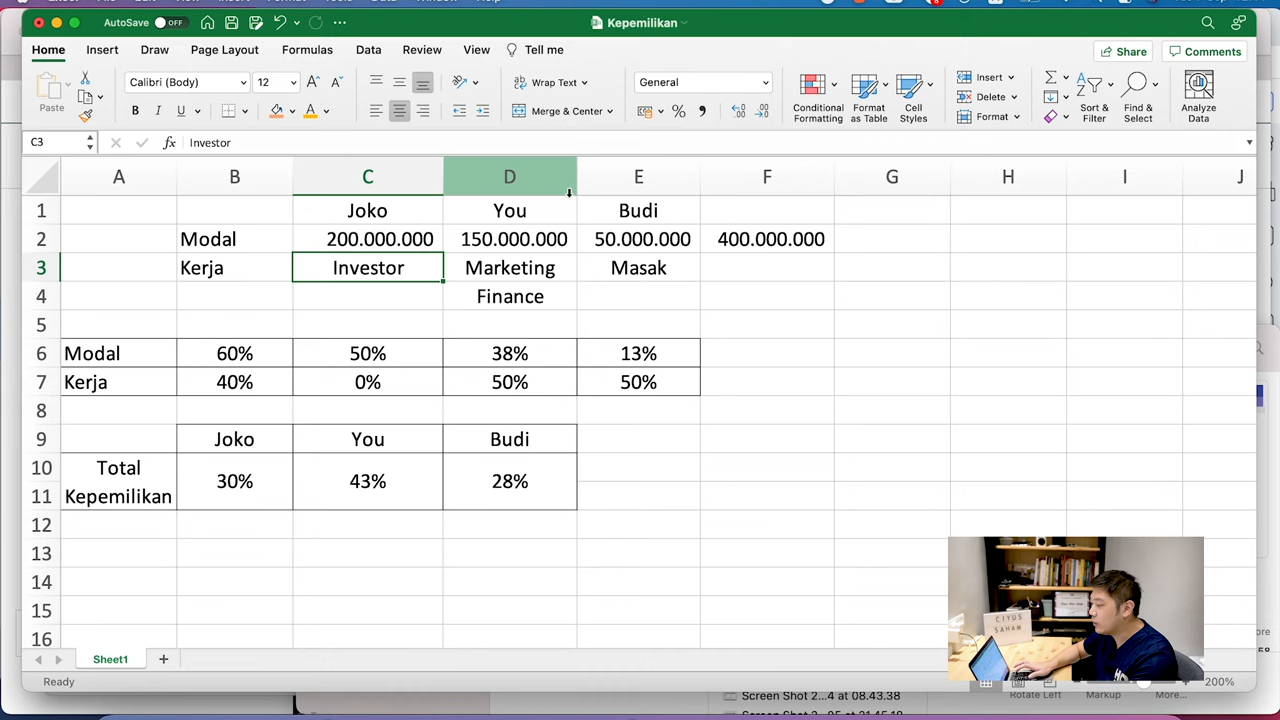 AutoSave OFF
Kepemilikan
Home Insert Draw Page Layout Formulas Data Review View Tell me
Share Comments
Paste
Calibri (Body) 12
B I U
Wrap Text
Merge & Center
General
Conditional Formatting
Format as Table
Cell Styles
Insert
Delete
Format
Sort & Filter
Find & Select
Analyze Data
C3 fx Investor
A B C D E F G H I J
1 Joko You Budi
2 Modal 200.000.000 150.000.000 50.000.000 400.000.000
3 Kerja Investor Marketing Masak
4 Finance
5
6 Modal 60% 50% 38% 13%
7 Kerja 40% 0% 50% 50%
8
9 Joko You Budi
10 Total
30% 43% 28%
11 Kepemilikan
12
13
14
15
16
CIYUS
SAHAM
Sheet1
Ready
200%
Rotate Left Markup More...
Screen Shot 2...4 at 08.43.38